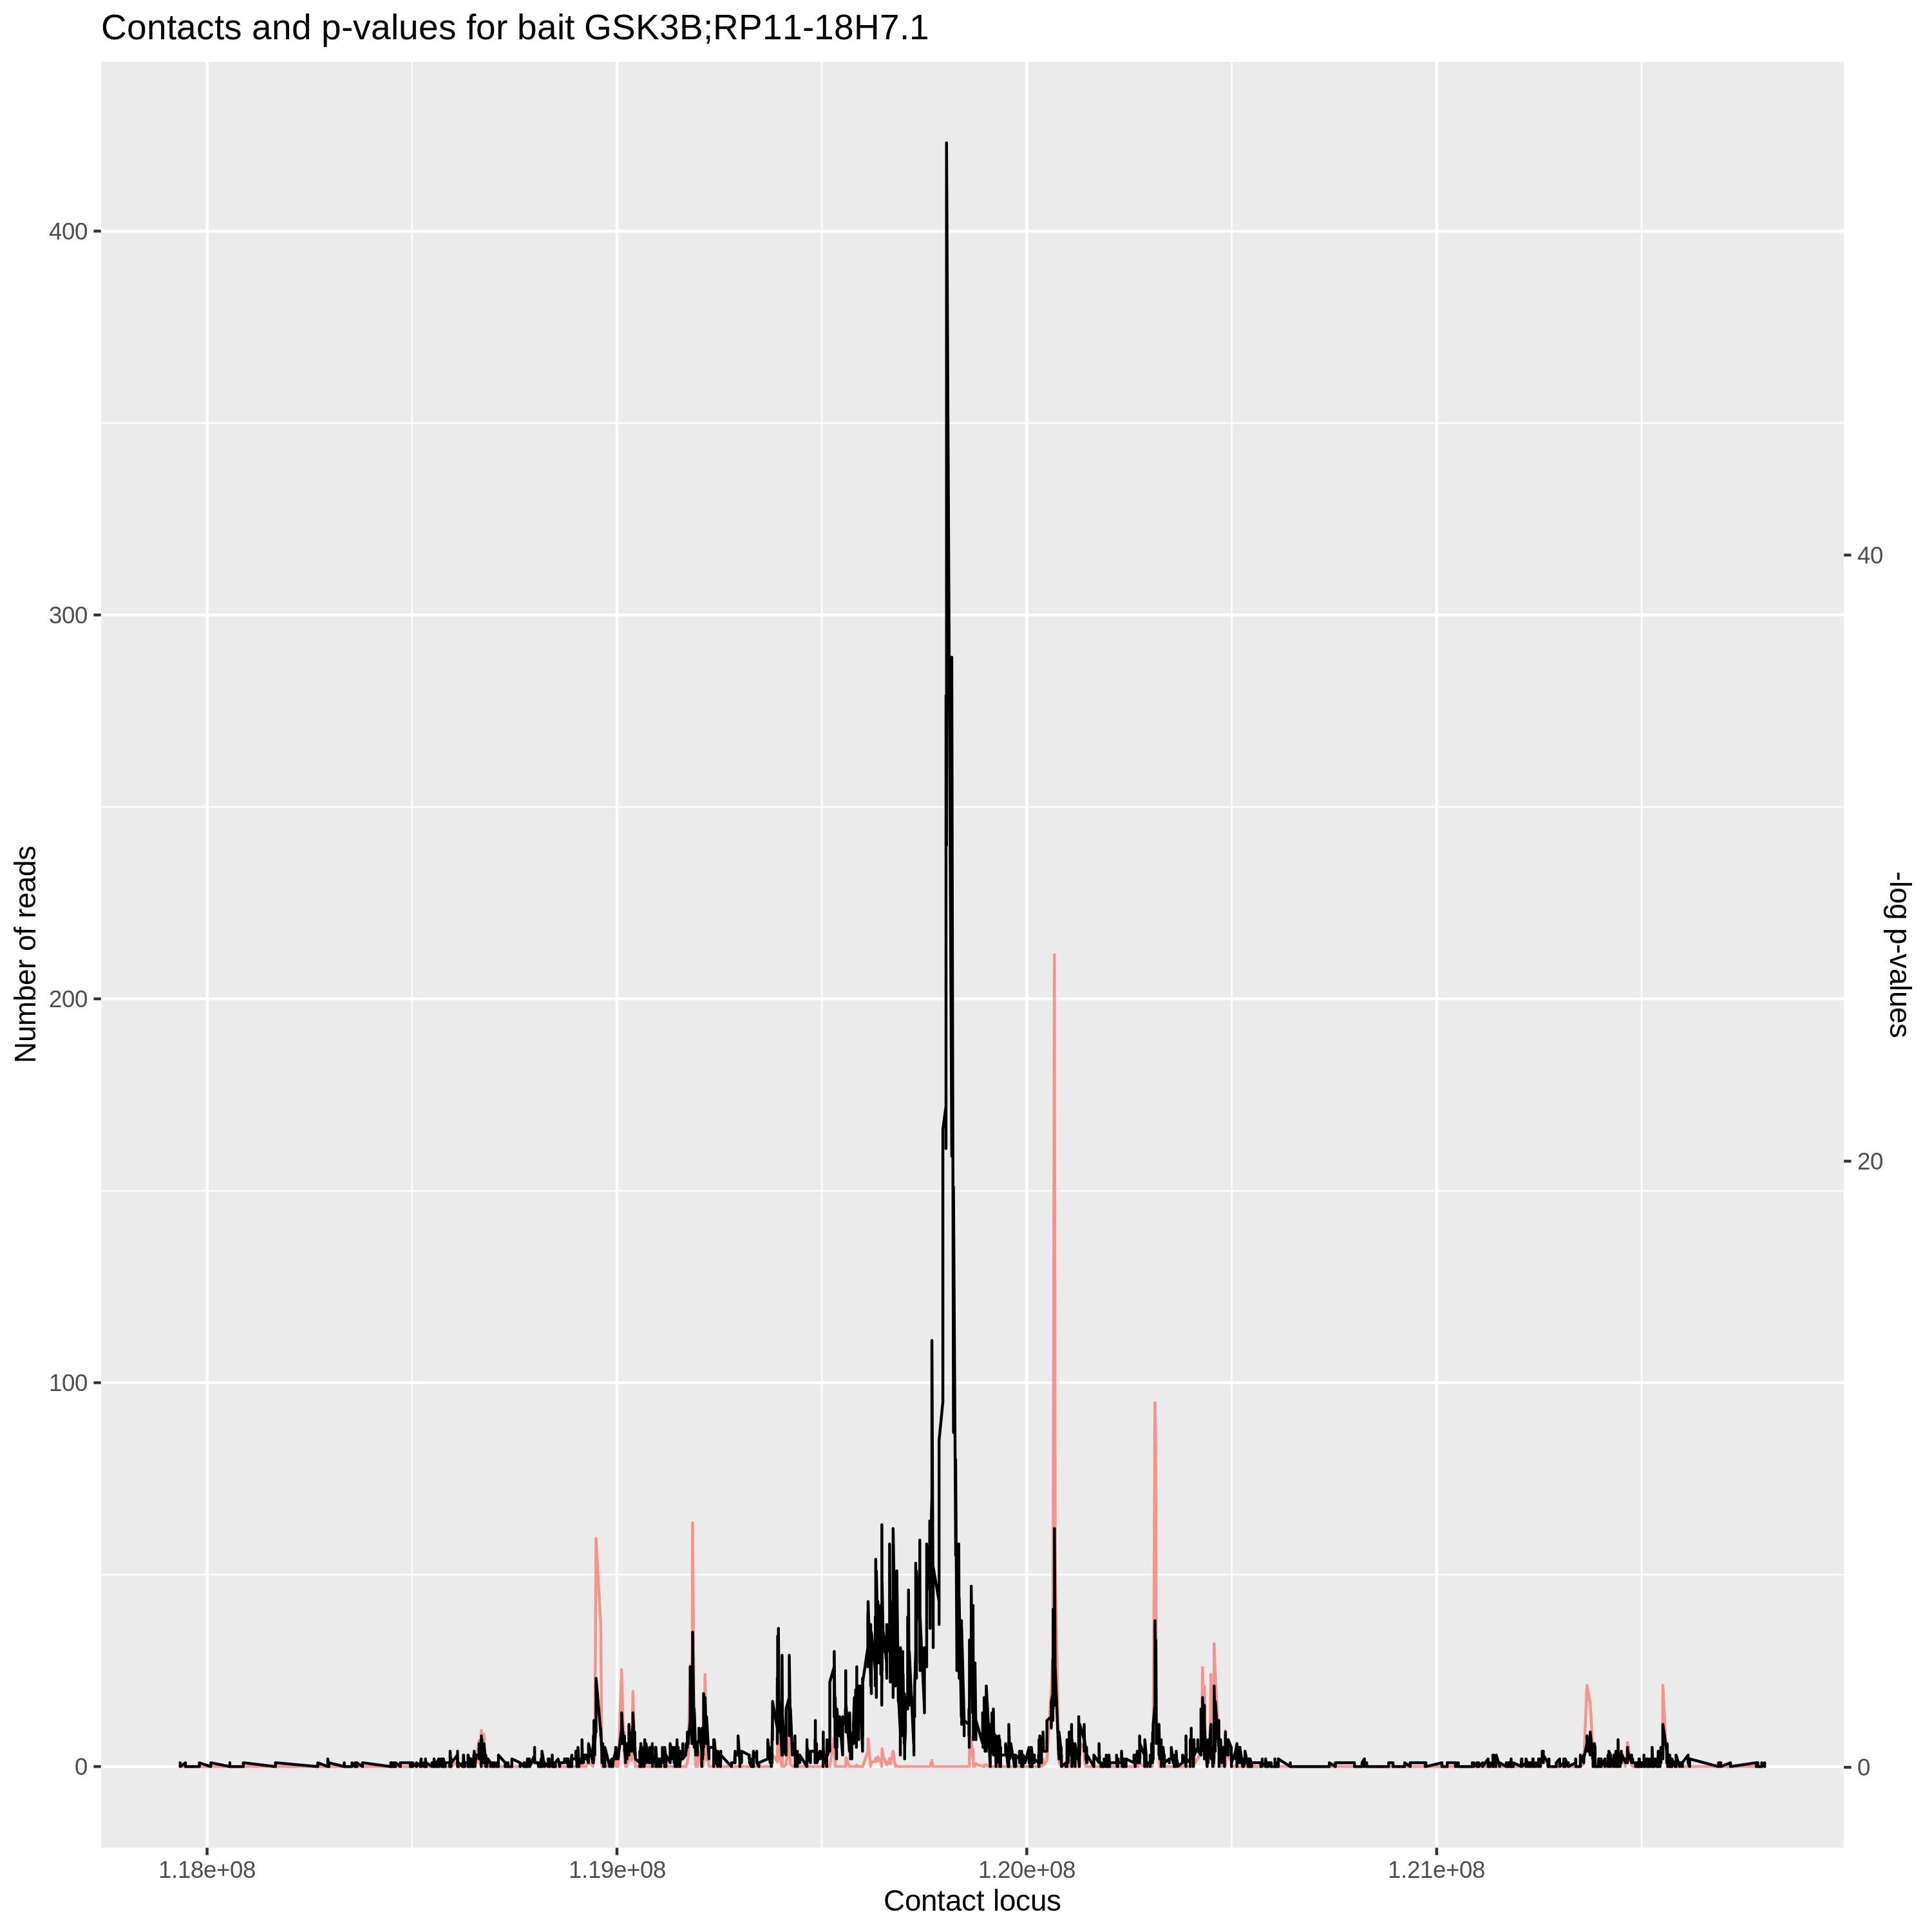 Contacts and p-values for bait GSK3B;RP11-18H7.1
400
300
200
100
0
Number of reads
40
20
0
-log p-values
1.18e+08
1.19e+08
1.20e+08
1.21e+08
Contact locus